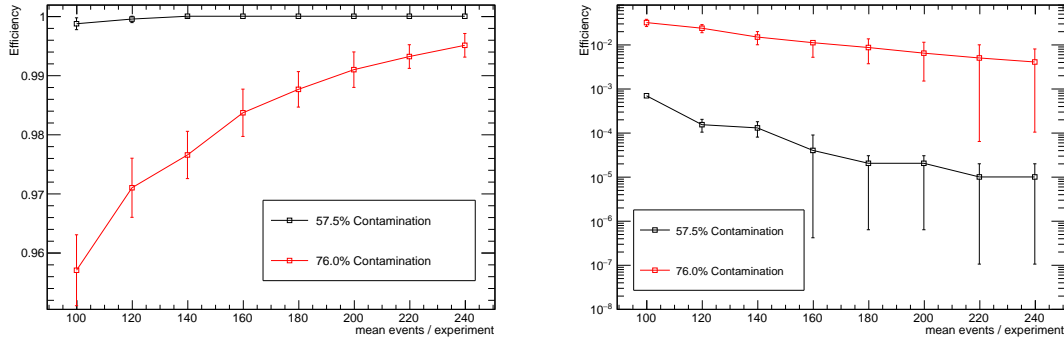 Efficiency
1
0.99
0.98
0.97
0.96
57.5% Contamination
76.0% Contamination
100 120 140 160 180 200 220 240
mean events / experiment
Efficiency
10⁻²
10⁻³
10⁻⁴
10⁻⁵
10⁻⁶
10⁻⁷
10⁻⁸
57.5% Contamination
76.0% Contamination
100 120 140 160 180 200 220 240
mean events / experiment